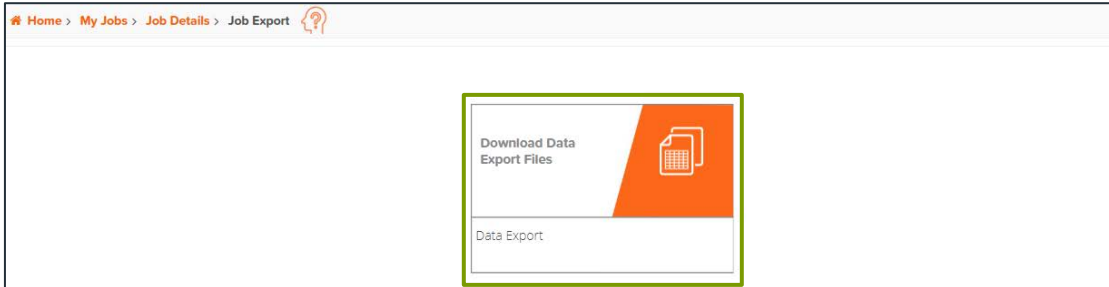 Home > My Jobs > Job Details > Job Export
Download Data
Export Files
Data Export